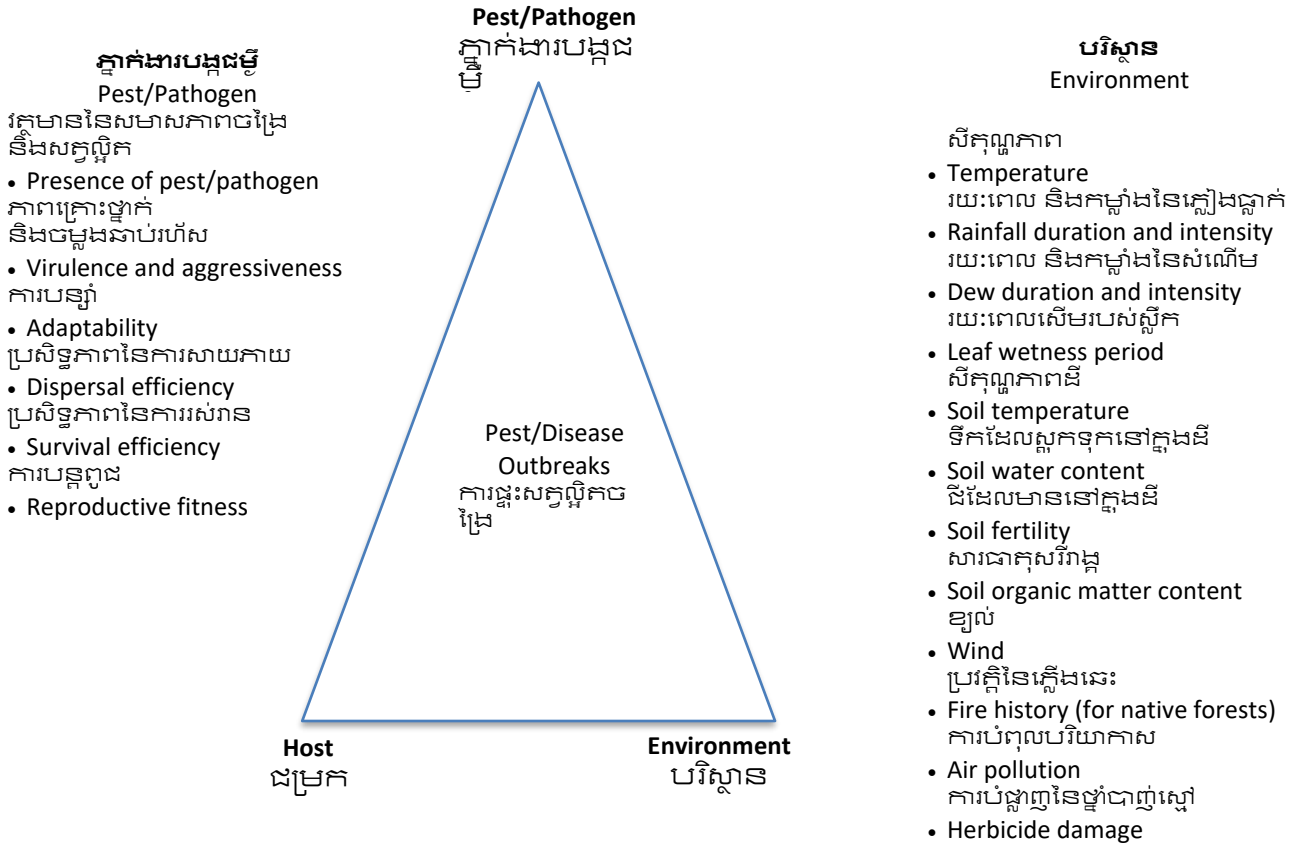 Pest/Pathogen
ភ្នាក់ងារបង្កជ
ម្ងឺ
ភ្នាក់ងារបង្កជម្ងឺ
Pest/Pathogen
វត្តមាននៃសមាសភាពចង្រៃ
និងសត្វល្អិត
• Presence of pest/pathogen
ភាពគ្រោះថ្នាក់
និងចម្លងឆាប់រហ័ស
• Virulence and aggressiveness
ការបន្សាំ
• Adaptability
ប្រសិទ្ធភាពនៃការសាយភាយ
• Dispersal efficiency
ប្រសិទ្ធភាពនៃការរស់រាន
• Survival efficiency
ការបន្តពូជ
• Reproductive fitness
Pest/Disease
Outbreaks
ការផ្ទុះសត្វល្អិតច
ង្រៃ
Host
ជម្រក
Environment
បរិស្ថាន
បរិស្ថាន
Environment
សីតុណ្ហភាព
• Temperature
រយៈពេល និងកម្លាំងនៃភ្លៀងធ្លាក់
• Rainfall duration and intensity
រយៈពេល និងកម្លាំងនៃសំណើម
• Dew duration and intensity
រយៈពេលសើមរបស់ស្លឹក
• Leaf wetness period
សីតុណ្ហភាពដី
• Soil temperature
ទឹកដែលស្តុកទុកនៅក្នុងដី
• Soil water content
ជីដែលមាននៅក្នុងដី
• Soil fertility
សារធាតុសរីរាង្គ
• Soil organic matter content
ខ្យល់
• Wind
ប្រវត្តិនៃភ្លើងឆេះ
• Fire history (for native forests)
ការបំពុលបរិយាកាស
• Air pollution
ការបំផ្លាញនៃថ្នាំបាញ់ស្មៅ
• Herbicide damage